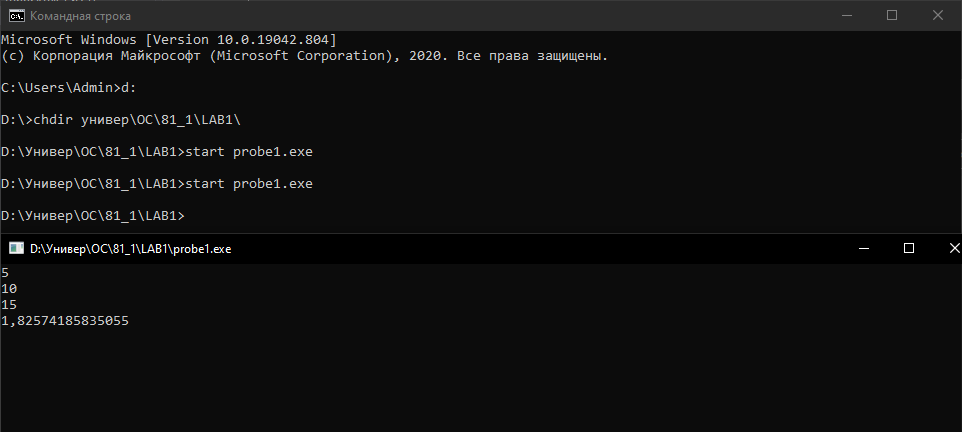 Командная строка
Microsoft Windows [Version 10.0.19042.804]
(c) Корпорация Майкрософт (Microsoft Corporation), 2020. Все права защищены.
C:\Users\Admin>d:
D:\>chdir универ\ОС\81_1\LAB1\
D:\Универ\ОС\81_1\LAB1>start probe1.exe
D:\Универ\ОС\81_1\LAB1>start probe1.exe
D:\Универ\ОС\81_1\LAB1>
D:\Универ\ОС\81_1\LAB1\probe1.exe
5
10
15
1,82574185835055